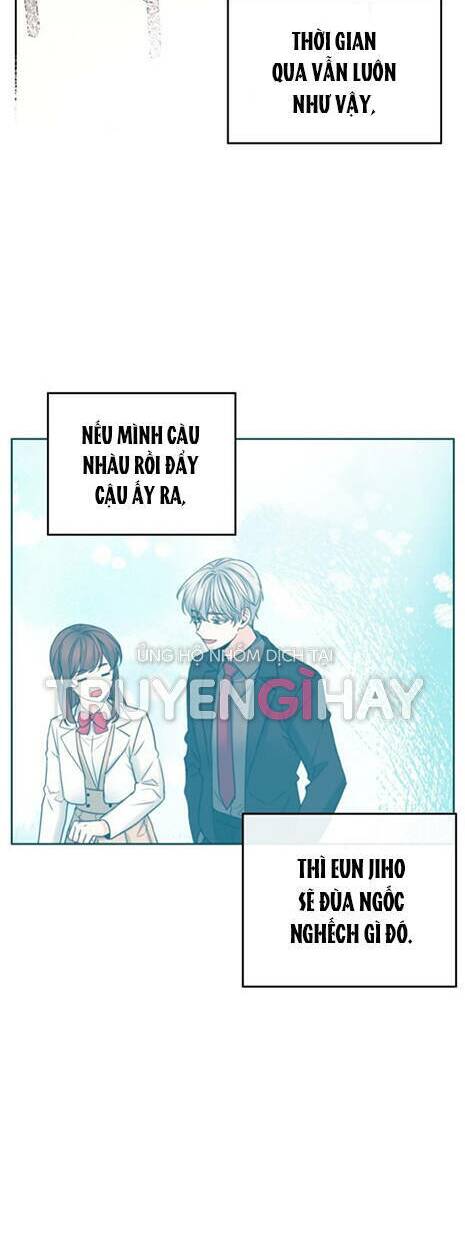 THỜI GIAN
QUA VẪN LUÔN
NHƯ VẬY,
NẾU MÌNH CÀU
NHÀU RỒI ĐẨY
CẬU ẤY RA,
ỦNG HỘ NHÓM DỊCH TẠI
TRUYENGIHAY
THÌ EUN JIHO
SẼ ĐÙA NGỐC
NGHẾCH GÌ ĐÓ.